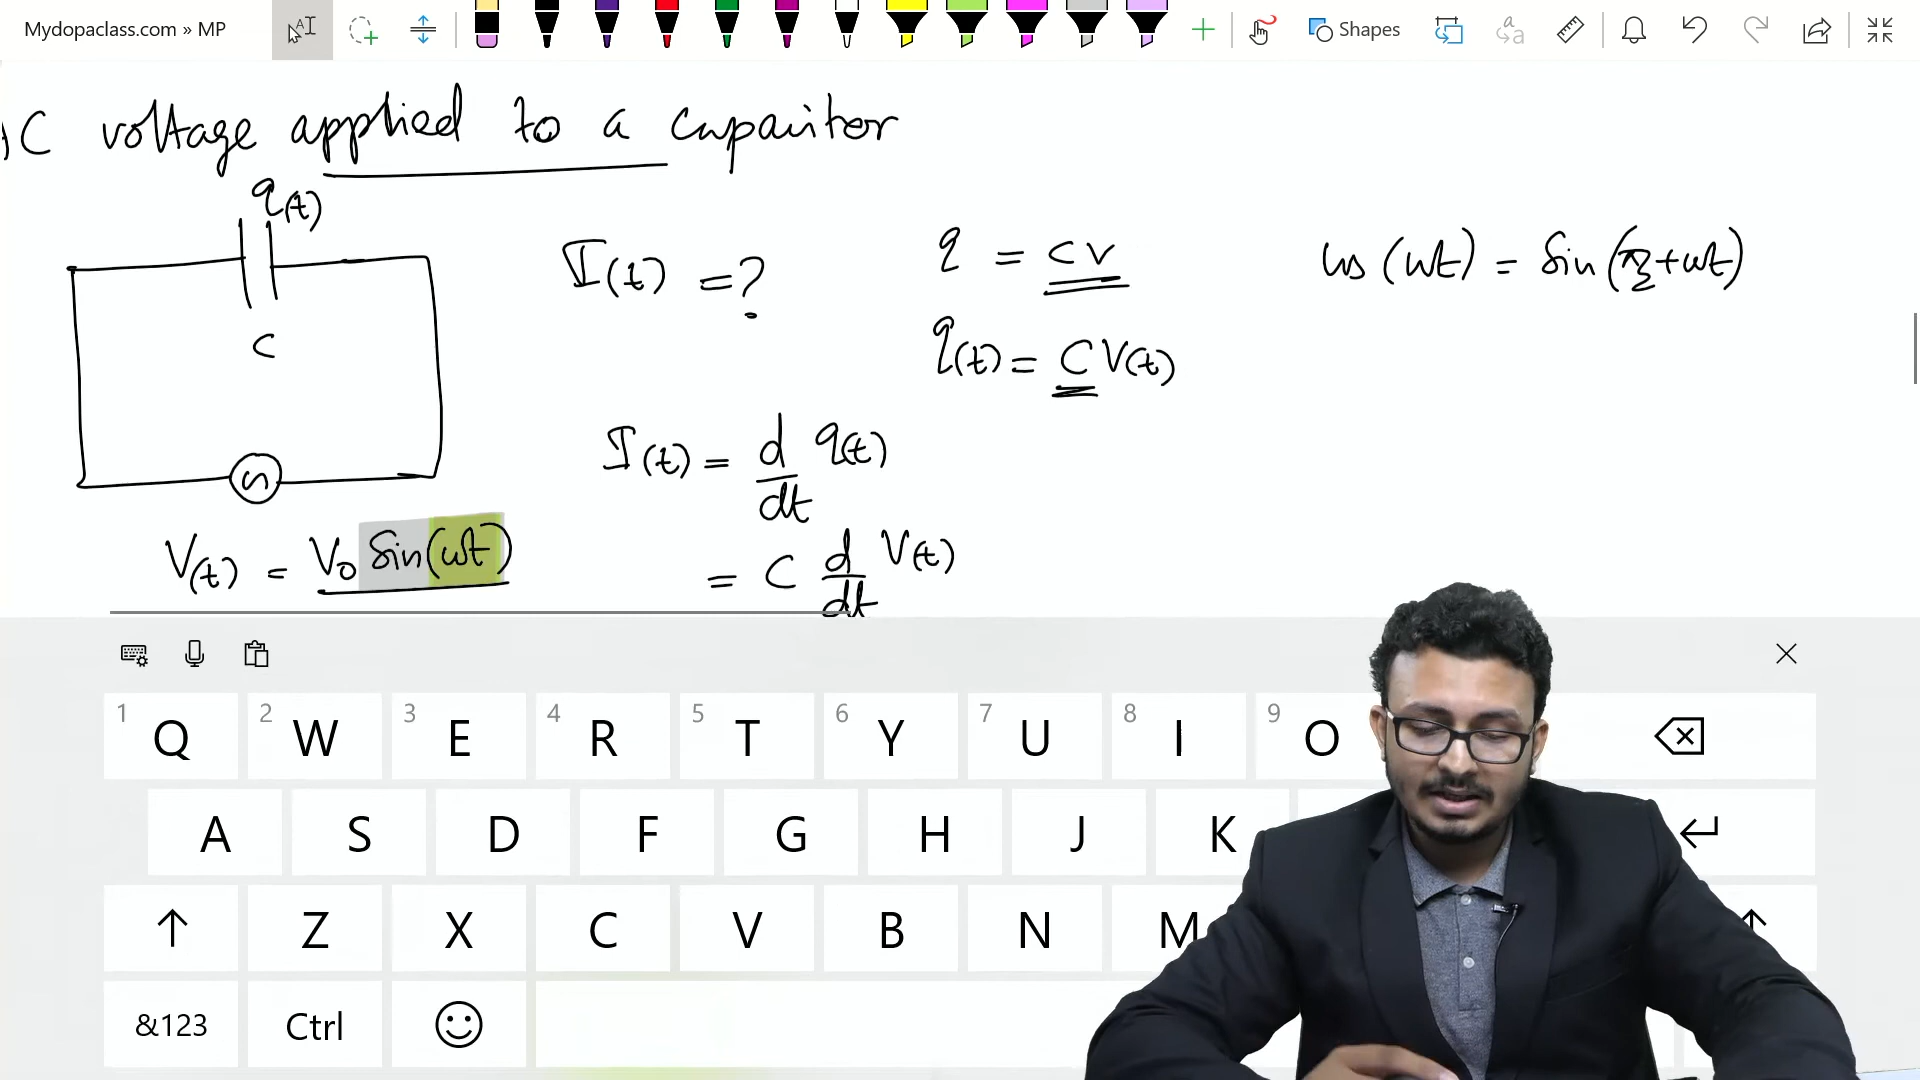 Mydopaclass.com » MP
Shapes
AC voltage applied to a capacitor
q(t)
C
I(t) = ?
q = CV
q(t) = C V(t)
cos (ωt) = Sin (π/2 + ωt)
I(t) = d/dt q(t)
= C d/dt V(t)
V(t) = V₀ Sin(ωt)
1 Q 2 W 3 E 4 R 5 T 6 Y 7 U 8 I 9 O
A S D F G H J K
Z X C V B N M
&123 Ctrl